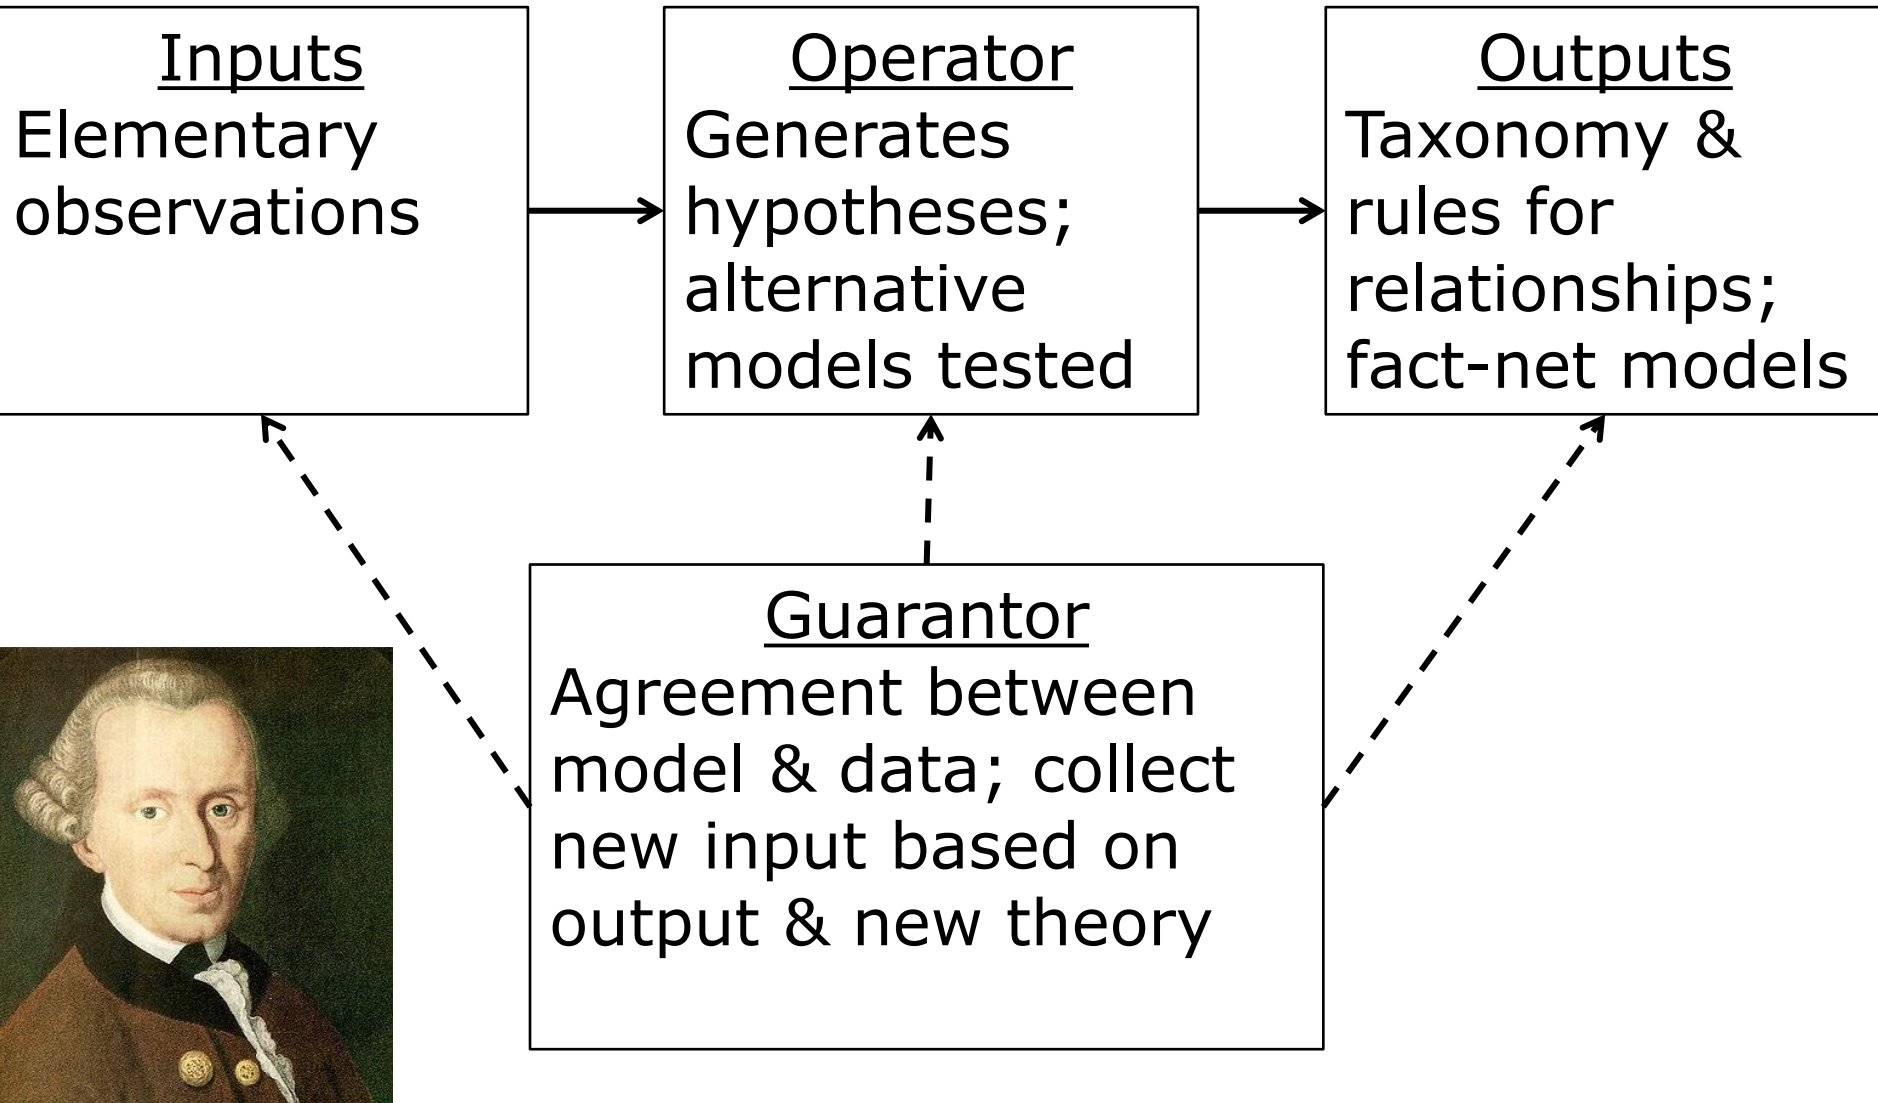 Inputs
Elementary
observations
Operator
Generates
hypotheses;
alternative
models tested
Outputs
Taxonomy &
rules for
relationships;
fact-net models
Guarantor
Agreement between
model & data; collect
new input based on
output & new theory